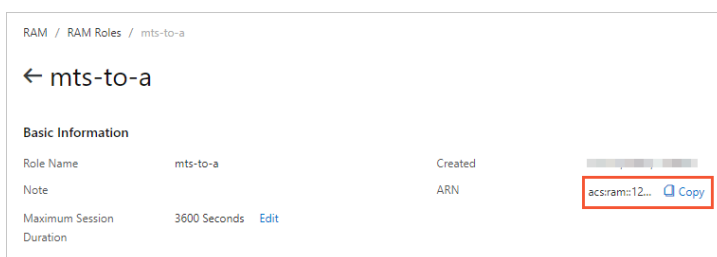 RAM / RAM Roles / mts-to-a
← mts-to-a
Basic Information
Role Name mts-to-a Created
Note ARN acs:ram::12... Copy
Maximum Session Duration 3600 Seconds Edit